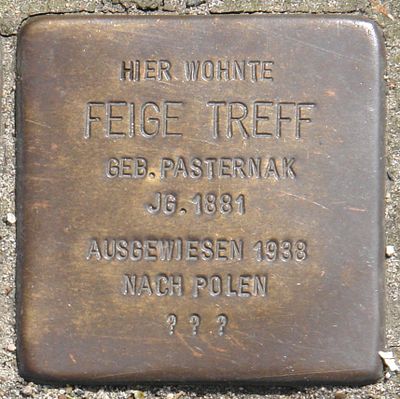 HIER WOHNTE
FEIGE TREFF
GEB. PASTERNAK
JG. 1881
AUSGEWIESEN 1938
NACH POLEN
? ? ?